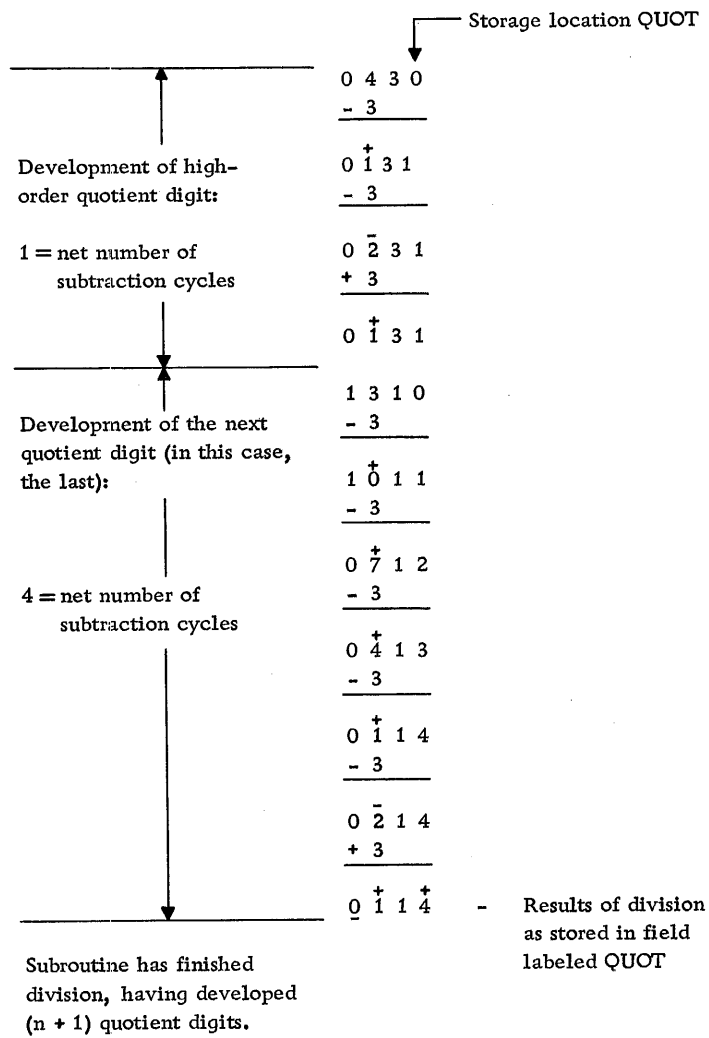 Storage location QUOT
0 4 3 0
- 3
+
0 1 3 1
- 3
Development of high-
order quotient digit:
-
0 2 3 1
+ 3
1 = net number of
subtraction cycles
+
0 1 3 1
1 3 1 0
- 3
Development of the next
quotient digit (in this case,
the last):
+
1 0 1 1
- 3
+
0 7 1 2
- 3
4 = net number of
subtraction cycles
+
0 4 1 3
- 3
+
0 1 1 4
- 3
-
0 2 1 4
+ 3
+ +
0 1 1 4 - Results of division
as stored in field
labeled QUOT
Subroutine has finished
division, having developed
(n + 1) quotient digits.